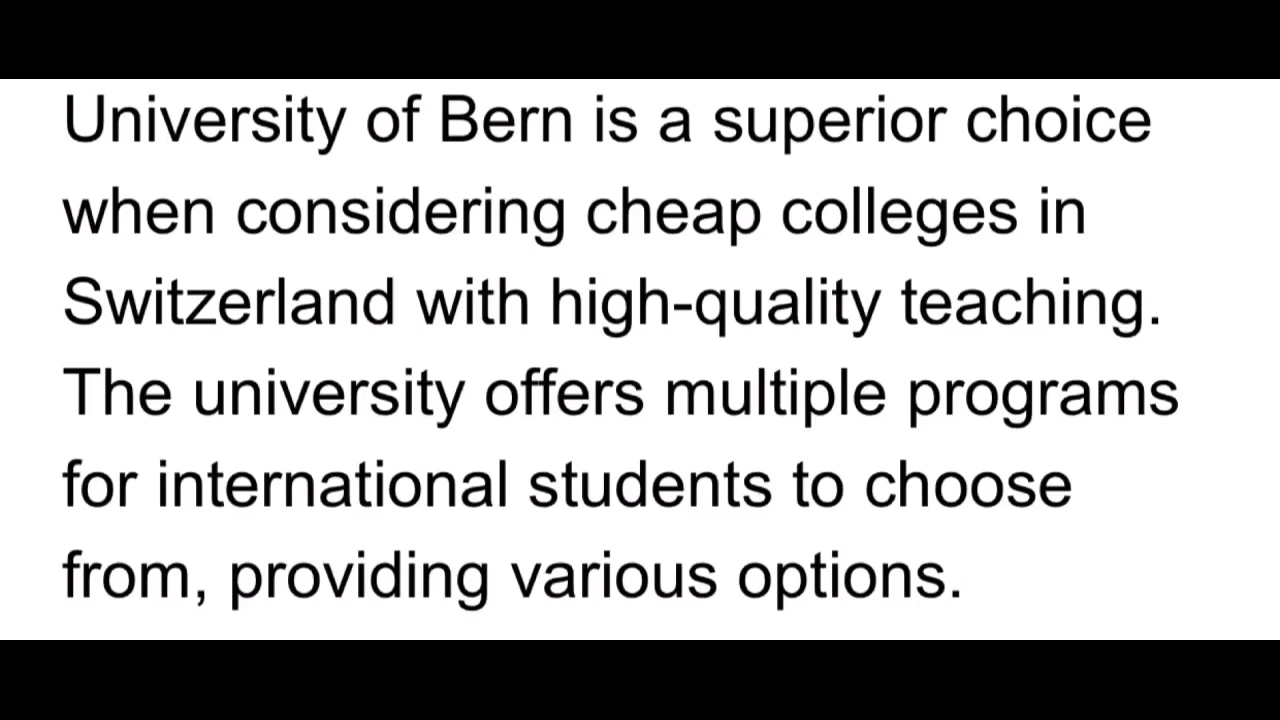 University of Bern is a superior choice
when considering cheap colleges in
Switzerland with high-quality teaching.
The university offers multiple programs
for international students to choose
from, providing various options.